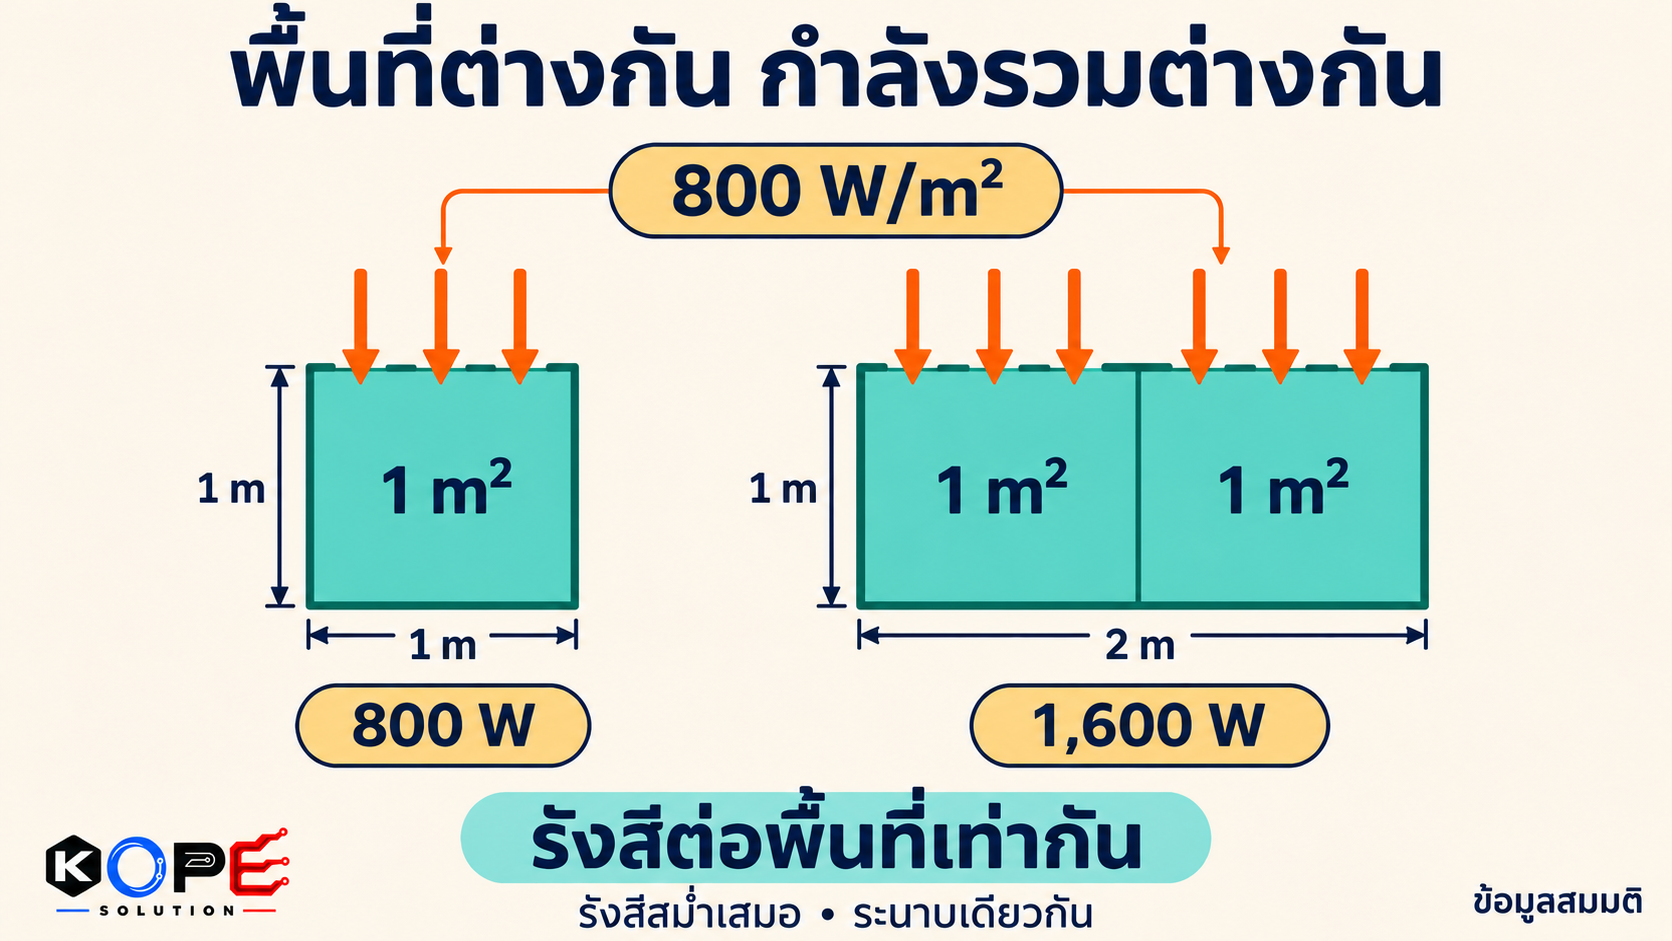 พื้นที่ต่างกัน กำลังรวมต่างกัน
800 W/m²
1 m
1 m²
1 m
1 m²
1 m²
1 m
2 m
800 W
1,600 W
รังสีต่อพื้นที่เท่ากัน
รังสีสม่ำเสมอ • ระนาบเดียวกัน
KOPE
SOLUTION
ข้อมูลสมมติ